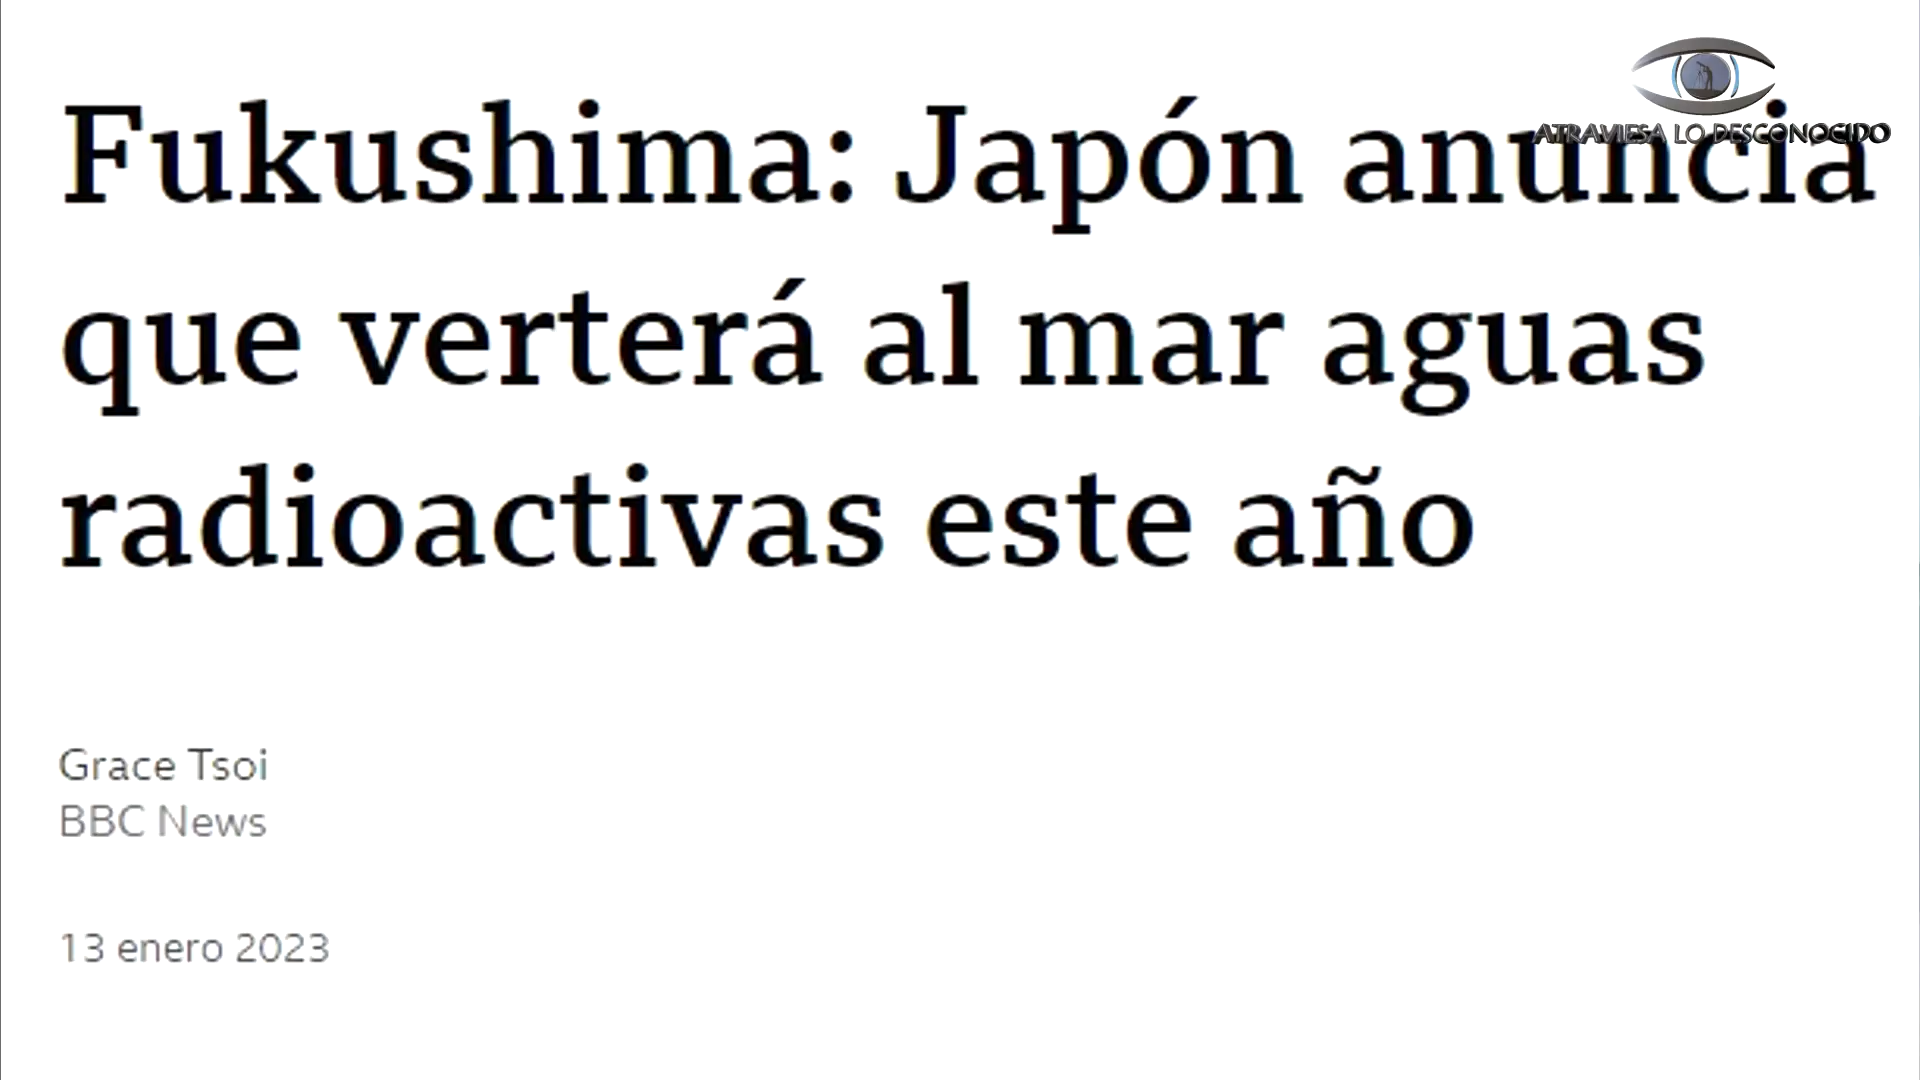 ATRAVIESA LO DESCONOCIDO
Fukushima: Japón anuncia
que verterá al mar aguas
radioactivas este año
Grace Tsoi
BBC News
13 enero 2023